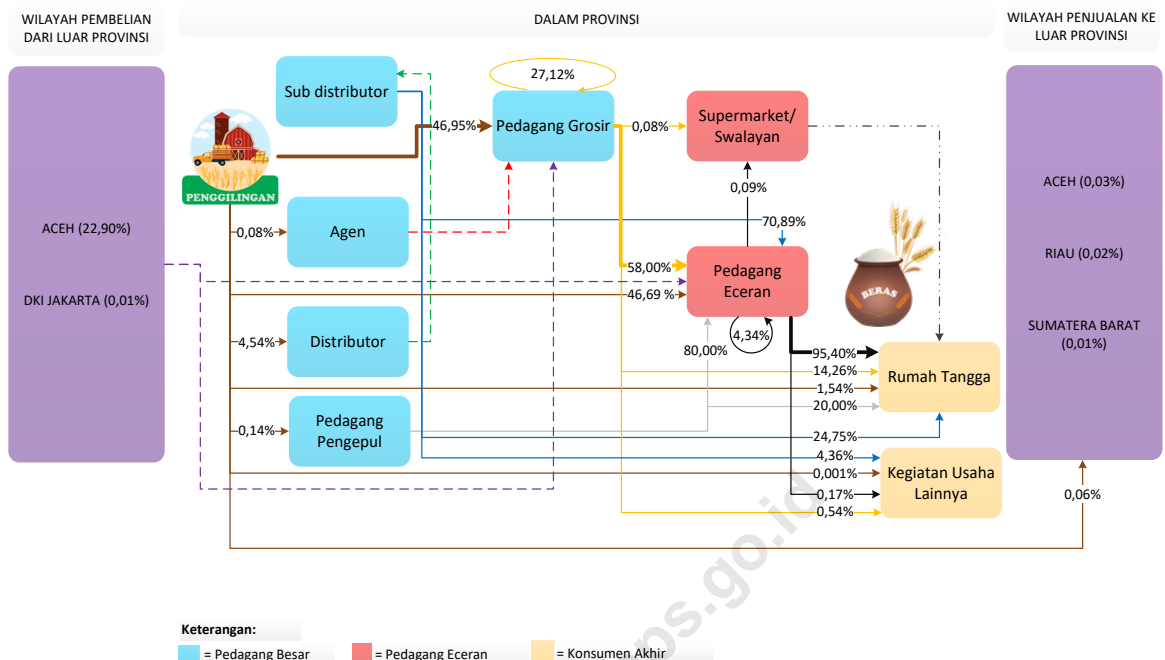 WILAYAH PEMBELIAN
DARI LUAR PROVINSI
DALAM PROVINSI
WILAYAH PENJUALAN KE
LUAR PROVINSI
ACEH (22,90%)
DKI JAKARTA (0,01%)
PENGGILINGAN
Sub distributor
27,12%
Pedagang Grosir
46,95%
0,08%
Supermarket/
Swalayan
0,09%
70,89%
0,08%
Agen
58,00%
46,69 %
Pedagang
Eceran
4,34%
BERAS
4,54%
Distributor
80,00%
95,40%
14,26%
1,54%
20,00%
Rumah Tangga
0,14%
Pedagang
Pengepul
24,75%
4,36%
0,001%
0,17%
0,54%
Kegiatan Usaha
Lainnya
ACEH (0,03%)
RIAU (0,02%)
SUMATERA BARAT
(0,01%)
0,06%
ps.go.id
Keterangan:
= Pedagang Besar
= Pedagang Eceran
= Konsumen Akhir